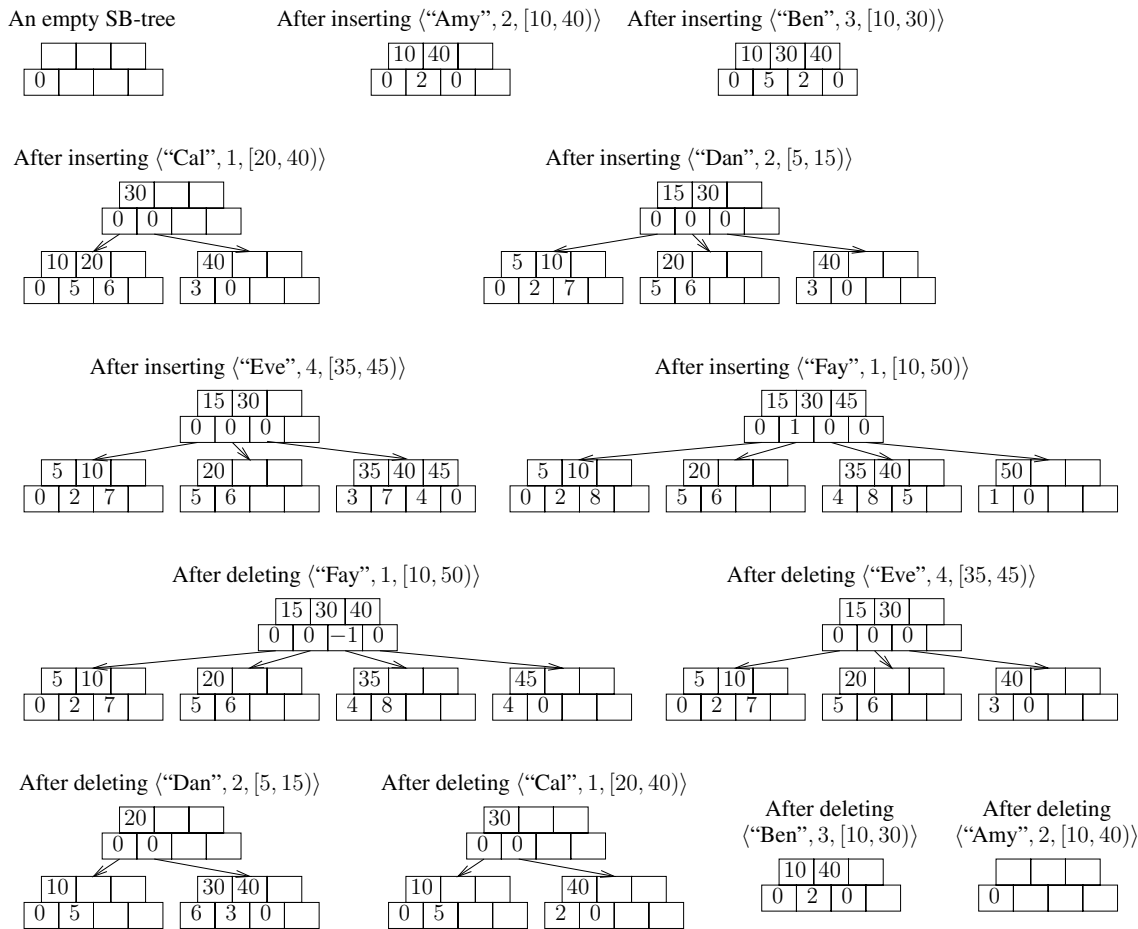 An empty SB-tree
After inserting ⟨“Amy”, 2, [10, 40)⟩
After inserting ⟨“Ben”, 3, [10, 30)⟩
10 40
10 30 40
0
0 2 0
0 5 2 0
After inserting ⟨“Cal”, 1, [20, 40)⟩
After inserting ⟨“Dan”, 2, [5, 15)⟩
30
15 30
0 0
0 0 0
10 20
40
5 10
20
40
0 5 6
3 0
0 2 7
5 6
3 0
After inserting ⟨“Eve”, 4, [35, 45)⟩
After inserting ⟨“Fay”, 1, [10, 50)⟩
15 30
15 30 45
0 0 0
0 1 0 0
5 10
20
35 40 45
5 10
20
35 40
50
0 2 7
5 6
3 7 4 0
0 2 8
5 6
4 8 5
1 0
After deleting ⟨“Fay”, 1, [10, 50)⟩
After deleting ⟨“Eve”, 4, [35, 45)⟩
15 30 40
15 30
0 0 −1 0
0 0 0
5 10
20
35
45
5 10
20
40
0 2 7
5 6
4 8
4 0
0 2 7
5 6
3 0
After deleting ⟨“Dan”, 2, [5, 15)⟩
After deleting ⟨“Cal”, 1, [20, 40)⟩
20
30
0 0
0 0
10
30 40
10
40
0 5
6 3 0
0 5
2 0
After deleting
⟨“Ben”, 3, [10, 30)⟩
10 40
0 2 0
After deleting
⟨“Amy”, 2, [10, 40)⟩
0